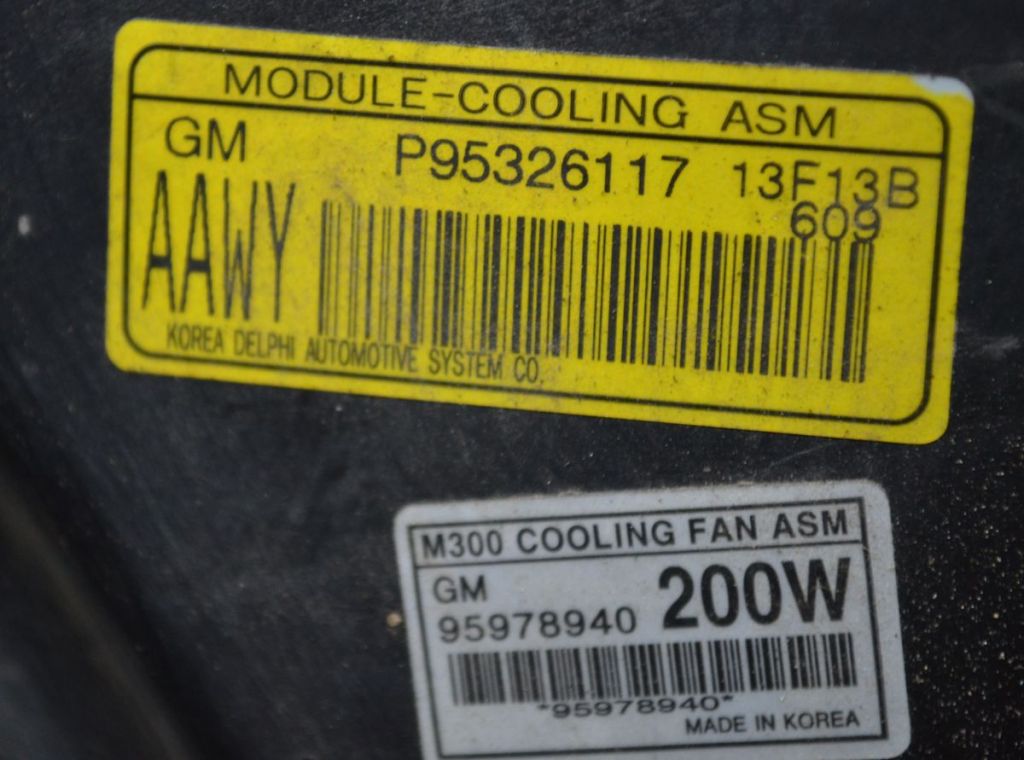 MODULE-COOLING ASM
GM P95326117 13F13B
609
AAWY
KOREA DELPHI AUTOMOTIVE SYSTEM CO.
M300 COOLING FAN ASM
GM 200W
95978940
*95978940*
MADE IN KOREA